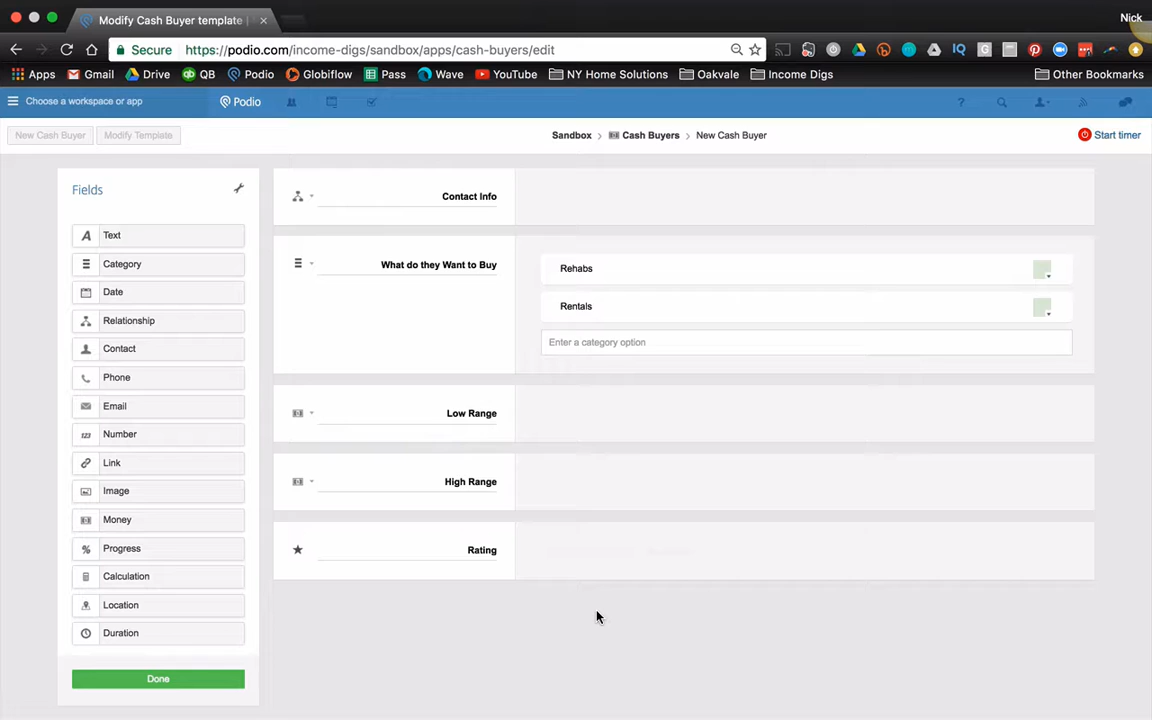 Nick
Modify Cash Buyer template |
Secure https://podio.com/income-digs/sandbox/apps/cash-buyers/edit
Apps Gmail Drive QB Podio Globiflow Pass Wave YouTube NY Home Solutions Oakvale Income Digs Other Bookmarks
Choose a workspace or app Podio ?
New Cash Buyer Modify Template Sandbox > Cash Buyers > New Cash Buyer Start timer
Fields
Text
Category
Date
Relationship
Contact
Phone
Email
Number
Link
Image
Money
Progress
Calculation
Location
Duration
Done
Contact Info
What do they Want to Buy
Rehabs
Rentals
Enter a category option
Low Range
High Range
Rating